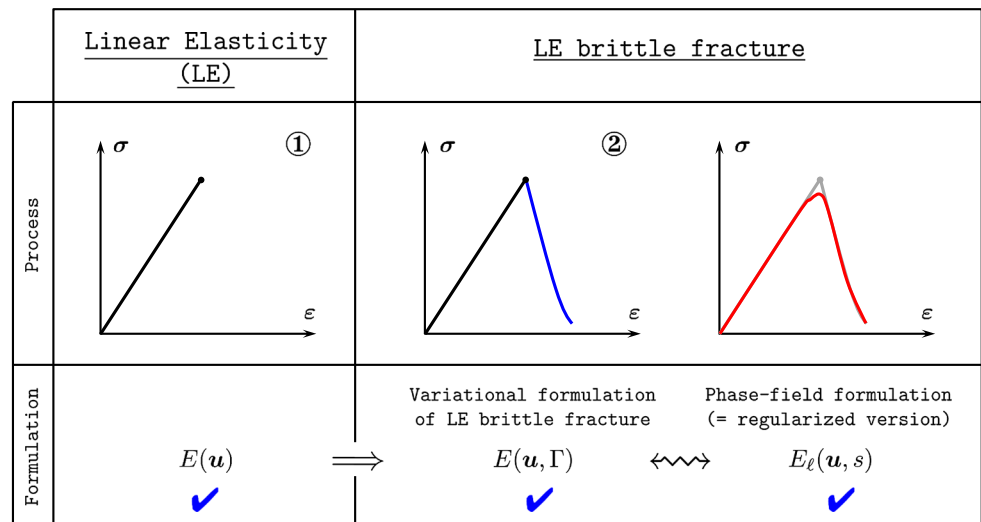 Linear Elasticity
(LE)
LE brittle fracture
Process
σ
①
ε
σ
②
ε
σ
ε
Formulation
Variational formulation
of LE brittle fracture
Phase-field formulation
(= regularized version)
E(u) ⟹ E(u, Γ) ↭ E_ℓ(u, s)
✔ ✔ ✔